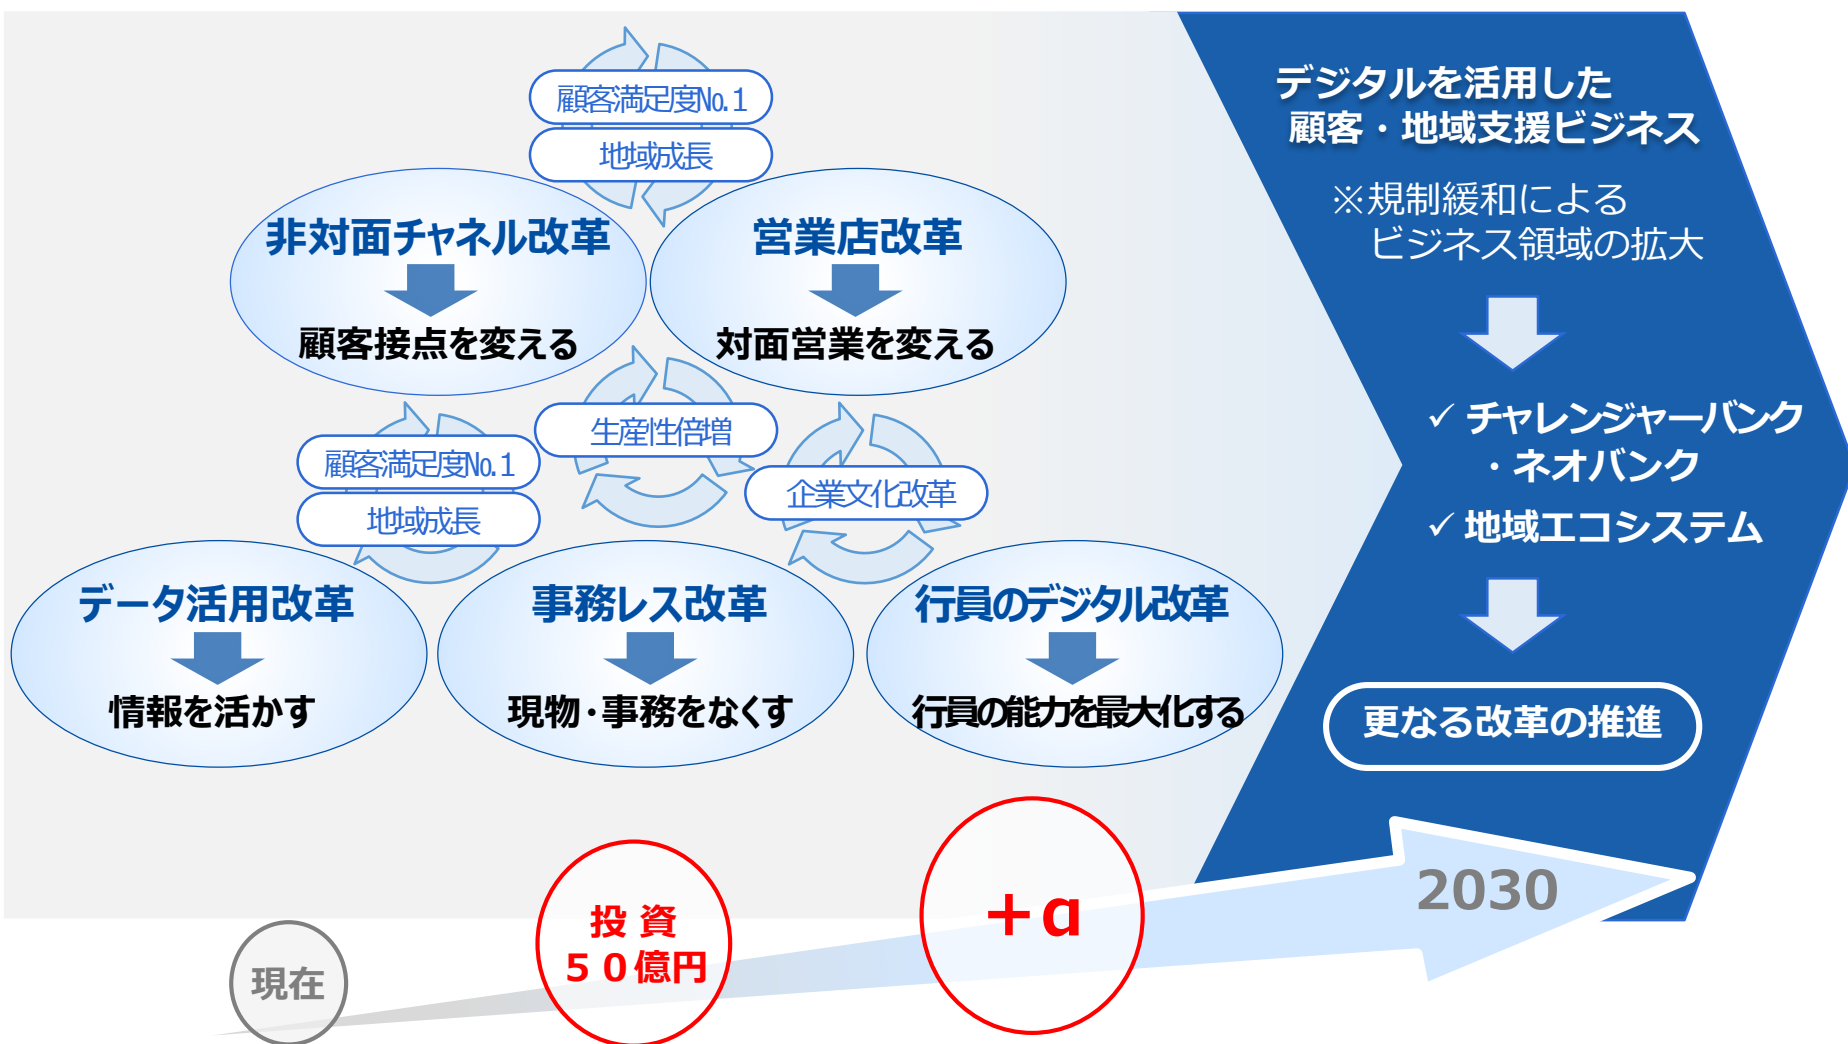 顧客満足度№1
地域成長
非対面チャネル改革
顧客接点を変える
営業店改革
対面営業を変える
顧客満足度№1
地域成長
生産性倍増
企業文化改革
データ活用改革
情報を活かす
事務レス改革
現物・事務をなくす
行員のデジタル改革
行員の能力を最大化する
デジタルを活用した
顧客・地域支援ビジネス
※規制緩和による
ビジネス領域の拡大
✓ チャレンジャーバンク
・ネオバンク
✓ 地域エコシステム
更なる改革の推進
現在
投 資
５０億円
＋α
2030